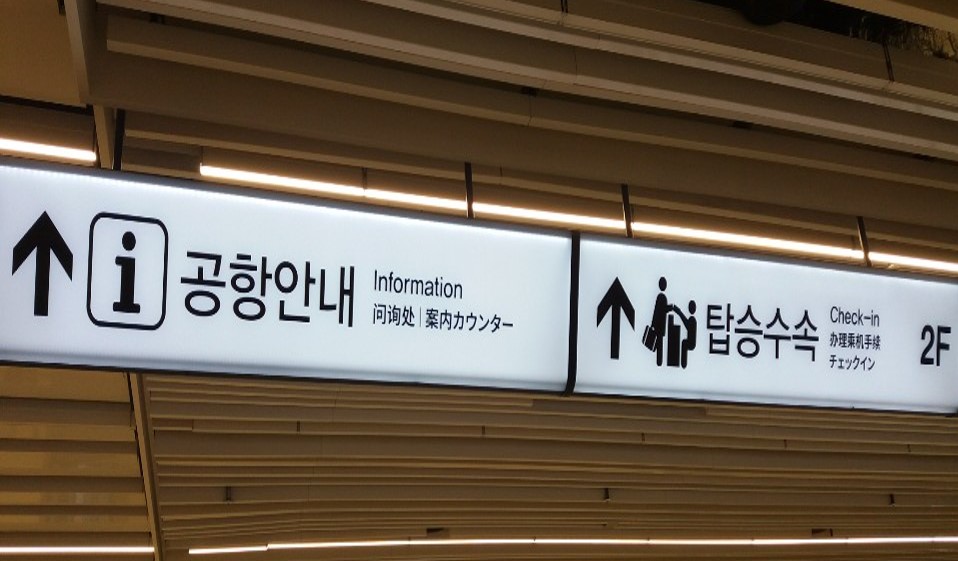 공항안내
Information
问询处 | 案内カウンター
탑승수속
Check-in
办理乘机手续
チェックイン
2F